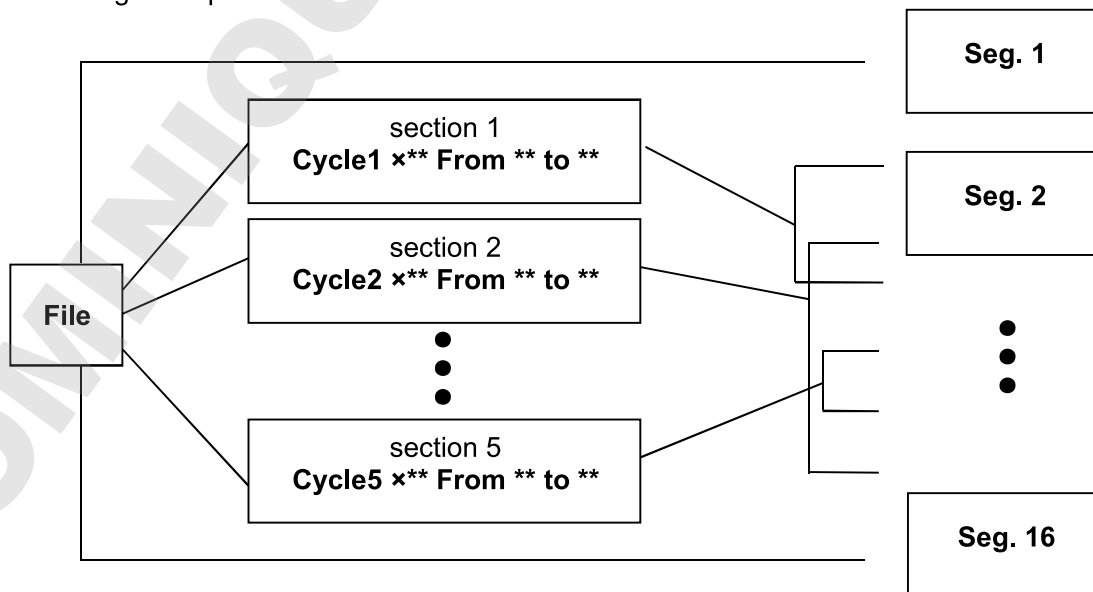 Seg. 1
section 1
Cycle1 ×** From ** to **
Seg. 2
section 2
Cycle2 ×** From ** to **
File
section 5
Cycle5 ×** From ** to **
Seg. 16